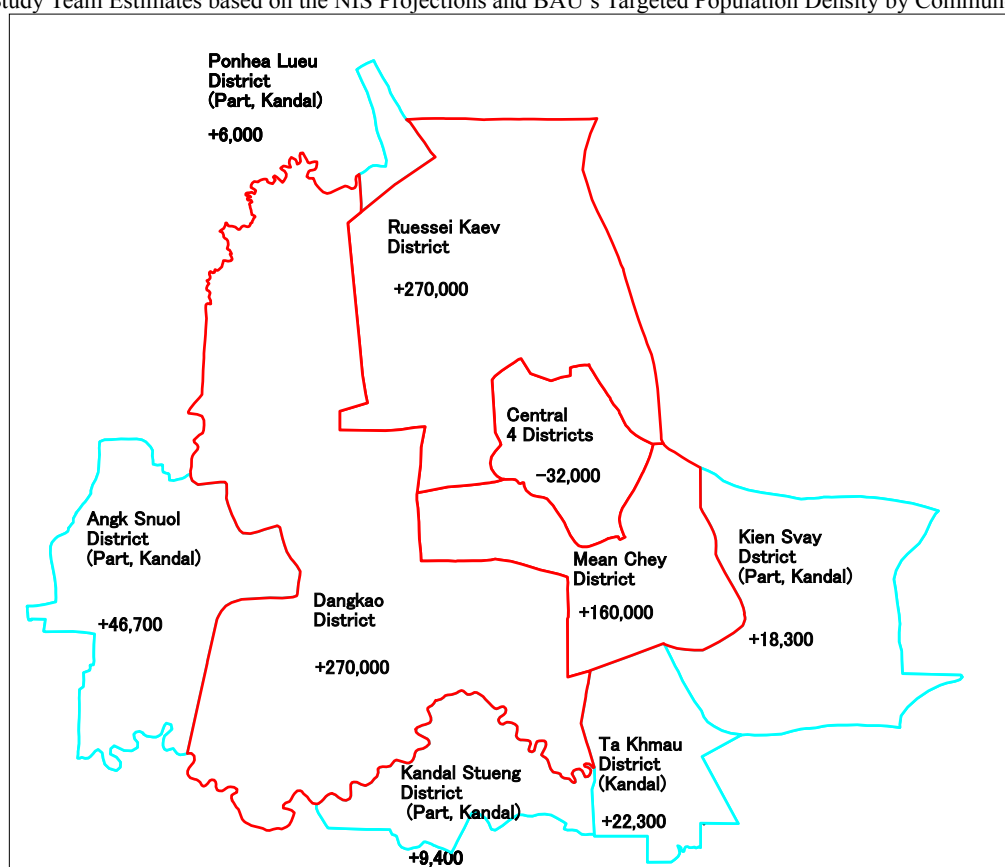 Study Team Estimates based on the NIS Projections and BAU's Targeted Population Density by Commun
Ponhea Lueu
District
(Part, Kandal)
+6,000
Ruessei Kaev
District
+270,000
Central
4 Districts
-32,000
Angk Snuol
District
(Part, Kandal)
+46,700
Kien Svay
Dstrict
(Part, Kandal)
+18,300
Mean Chey
District
+160,000
Dangkao
District
+270,000
Ta Khmau
District
(Kandal)
+22,300
Kandal Stueng
District
(Part, Kandal)
+9,400